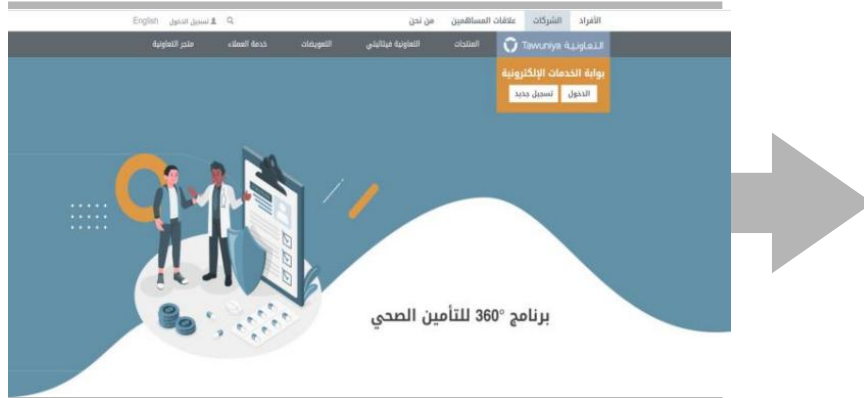 الأفراد الشركات علاقات المساهمين من نحن تسجيل الدخول English
التعاونية Tawuniya المنتجات التعاونية فيتاليتي التعويضات خدمة العملاء متجر التعاونية
بوابة الخدمات الإلكترونية
الدخول تسجيل جديد
برنامج °360 للتأمين الصحي